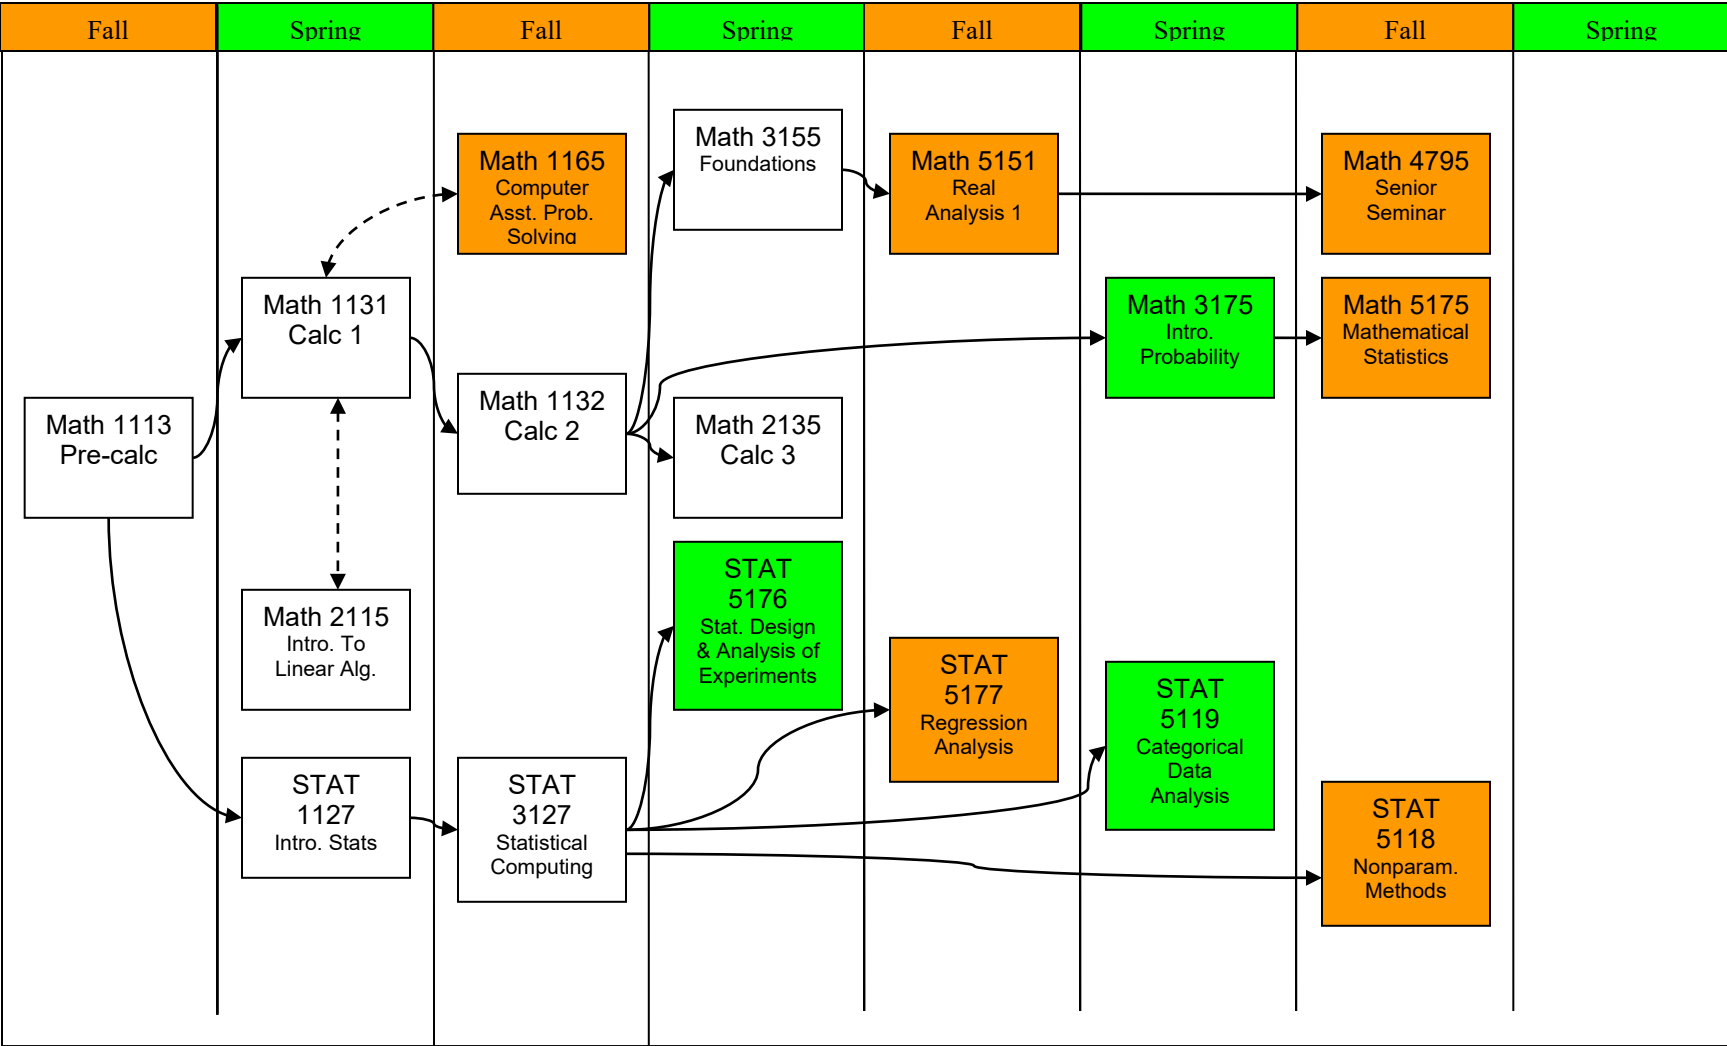 Fall
Spring
Fall
Spring
Fall
Spring
Fall
Spring
Math 1113
Pre-calc
Math 1131
Calc 1
Math 2115
Intro. To
Linear Alg.
STAT
1127
Intro. Stats
Math 1165
Computer
Asst. Prob.
Solving
Math 1132
Calc 2
STAT
3127
Statistical
Computing
Math 3155
Foundations
Math 2135
Calc 3
STAT
5176
Stat. Design
& Analysis of
Experiments
Math 5151
Real
Analysis 1
STAT
5177
Regression
Analysis
Math 3175
Intro.
Probability
STAT
5119
Categorical
Data
Analysis
Math 4795
Senior
Seminar
Math 5175
Mathematical
Statistics
STAT
5118
Nonparam.
Methods